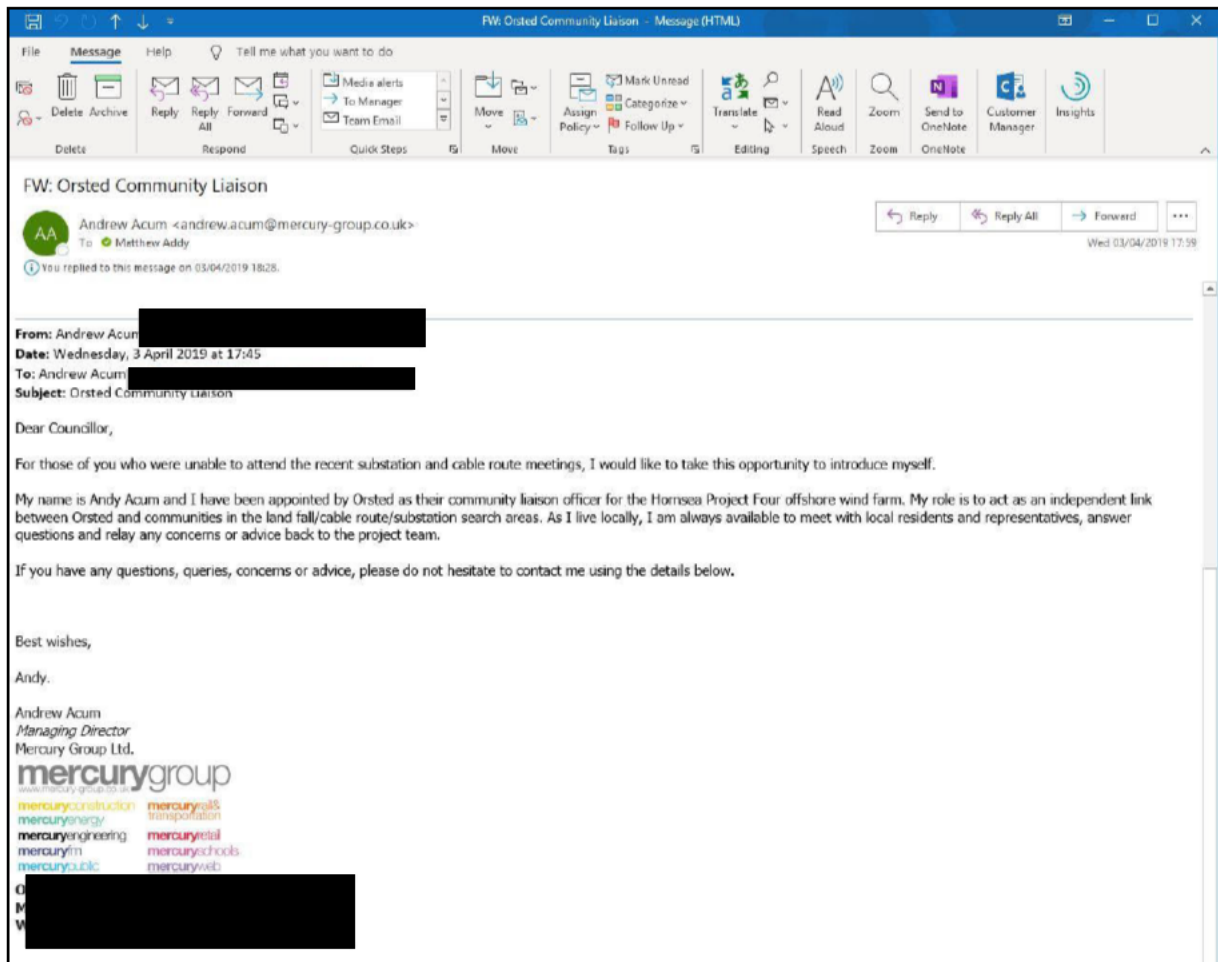 FW: Orsted Community Liaison - Message (HTML)
File Message Help Tell me what you want to do
Delete Archive Reply Reply All Forward
Media alerts
To Manager
Team Email
Move Assign Policy
Mark Unread
Categorize
Follow Up
Translate Read Aloud Zoom Send to OneNote Customer Manager Insights
Delete Respond Quick Steps Move Tags Editing Speech Zoom OneNote
FW: Orsted Community Liaison
AA
Andrew Acum <andrew.acum@mercury-group.co.uk>
To Matthew Addy
Reply Reply All Forward
Wed 03/04/2019 17:59
You replied to this message on 03/04/2019 18:28.
From: Andrew Acum
Date: Wednesday, 3 April 2019 at 17:45
To: Andrew Acum
Subject: Orsted Community Liaison
Dear Councillor,
For those of you who were unable to attend the recent substation and cable route meetings, I would like to take this opportunity to introduce myself.
My name is Andy Acum and I have been appointed by Orsted as their community liaison officer for the Hornsea Project Four offshore wind farm. My role is to act as an independent link
between Orsted and communities in the land fall/cable route/substation search areas. As I live locally, I am always available to meet with local residents and representatives, answer
questions and relay any concerns or advice back to the project team.
If you have any questions, queries, concerns or advice, please do not hesitate to contact me using the details below.
Best wishes,
Andy.
Andrew Acum
Managing Director
Mercury Group Ltd.
mercurygroup
www.mercury-group.co.uk
mercuryconstruction mercuryrail&
mercuryenergy transportation
mercuryengineering mercuryretail
mercuryfm mercuryschools
mercurypublic mercuryweb
O
M
W